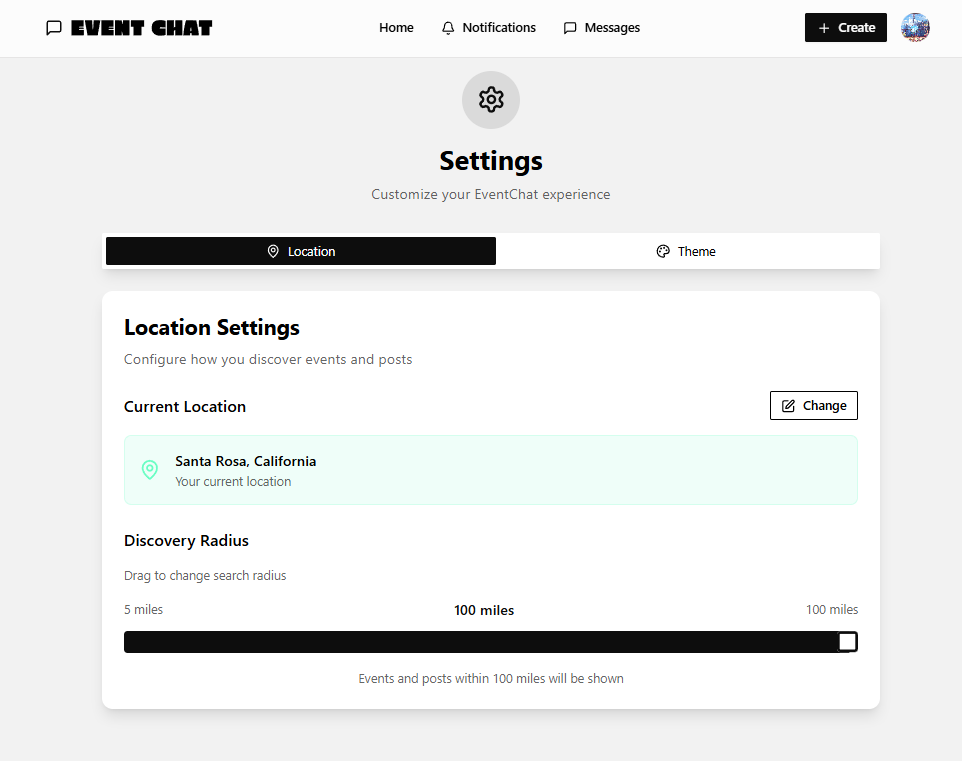 EVENT CHAT
Home
Notifications
Messages
Create
Settings
Customize your EventChat experience
Location
Theme
Location Settings
Configure how you discover events and posts
Current Location
Change
Santa Rosa, California
Your current location
Discovery Radius
Drag to change search radius
5 miles
100 miles
100 miles
Events and posts within 100 miles will be shown